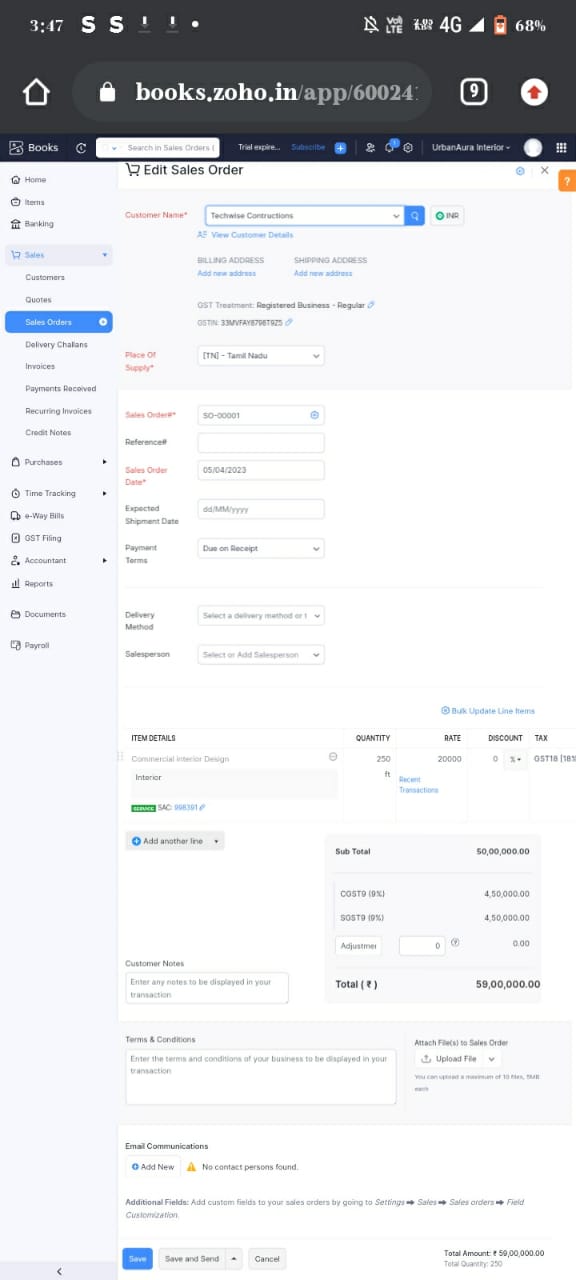 3:47 S S 4G 68%
books.zoho.in/app/60024
9
Books Search in Sales Orders ( Trial expire... Subscribe 1 UrbanAura Interior
Edit Sales Order
?
Home
Items
Banking
Sales
Customers
Quotes
Sales Orders
Delivery Challans
Invoices
Payments Received
Recurring Invoices
Credit Notes
Purchases
Time Tracking
e-Way Bills
GST Filing
Accountant
Reports
Documents
Payroll
Customer Name* Techwise Contructions INR
View Customer Details
BILLING ADDRESS SHIPPING ADDRESS
Add new address Add new address
GST Treatment: Registered Business - Regular
GSTIN: 33MVFAY8798T9Z5
Place Of Supply* [TN] - Tamil Nadu
Sales Order#* SO-00001
Reference#
Sales Order Date* 05/04/2023
Expected Shipment Date dd/MM/yyyy
Payment Terms Due on Receipt
Delivery Method Select a delivery method or t
Salesperson Select or Add Salesperson
Bulk Update Line Items
ITEM DETAILS QUANTITY RATE DISCOUNT TAX
Commercial interior Design 250 20000 0 % GST18 [18%
Interior ft Recent Transactions
SERVICE SAC: 998391
Add another line
Sub Total 50,00,000.00
CGST9 (9%) 4,50,000.00
SGST9 (9%) 4,50,000.00
Adjustmer 0 0.00
Total ( ₹ ) 59,00,000.00
Customer Notes
Enter any notes to be displayed in your
transaction
Terms & Conditions
Enter the terms and conditions of your business to be displayed in your
transaction
Attach File(s) to Sales Order
Upload File
You can upload a maximum of 10 files, 5MB
each
Email Communications
Add New No contact persons found.
Additional Fields: Add custom fields to your sales orders by going to Settings ➡ Sales ➡ Sales orders ➡ Field
Customization.
Save Save and Send Cancel
Total Amount: ₹ 59,00,000.00
Total Quantity: 250